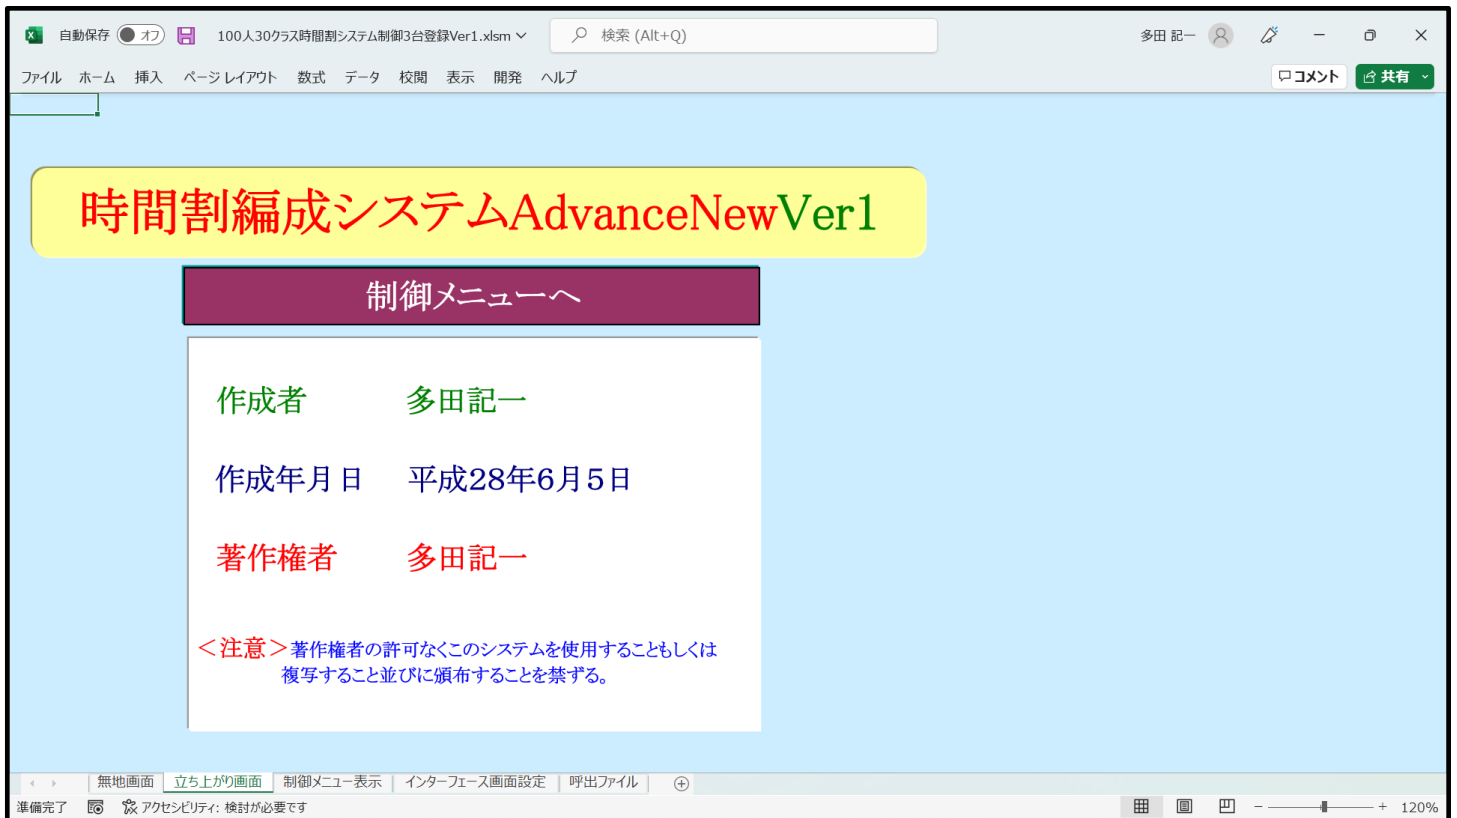 自動保存 オフ 100人30クラス時間割システム制御3台登録Ver1.xlsm 検索 (Alt+Q) 多田 記一
ファイル ホーム 挿入 ページ レイアウト 数式 データ 校閲 表示 開発 ヘルプ コメント 共有
時間割編成システムAdvanceNewVer1
制御メニューへ
作成者 多田記一
作成年月日 平成28年6月5日
著作権者 多田記一
＜注意＞著作権者の許可なくこのシステムを使用することもしくは
複写すること並びに頒布することを禁ずる。
無地画面 立ち上がり画面 制御メニュー表示 インターフェース画面設定 呼出ファイル
準備完了 アクセシビリティ: 検討が必要です 120%